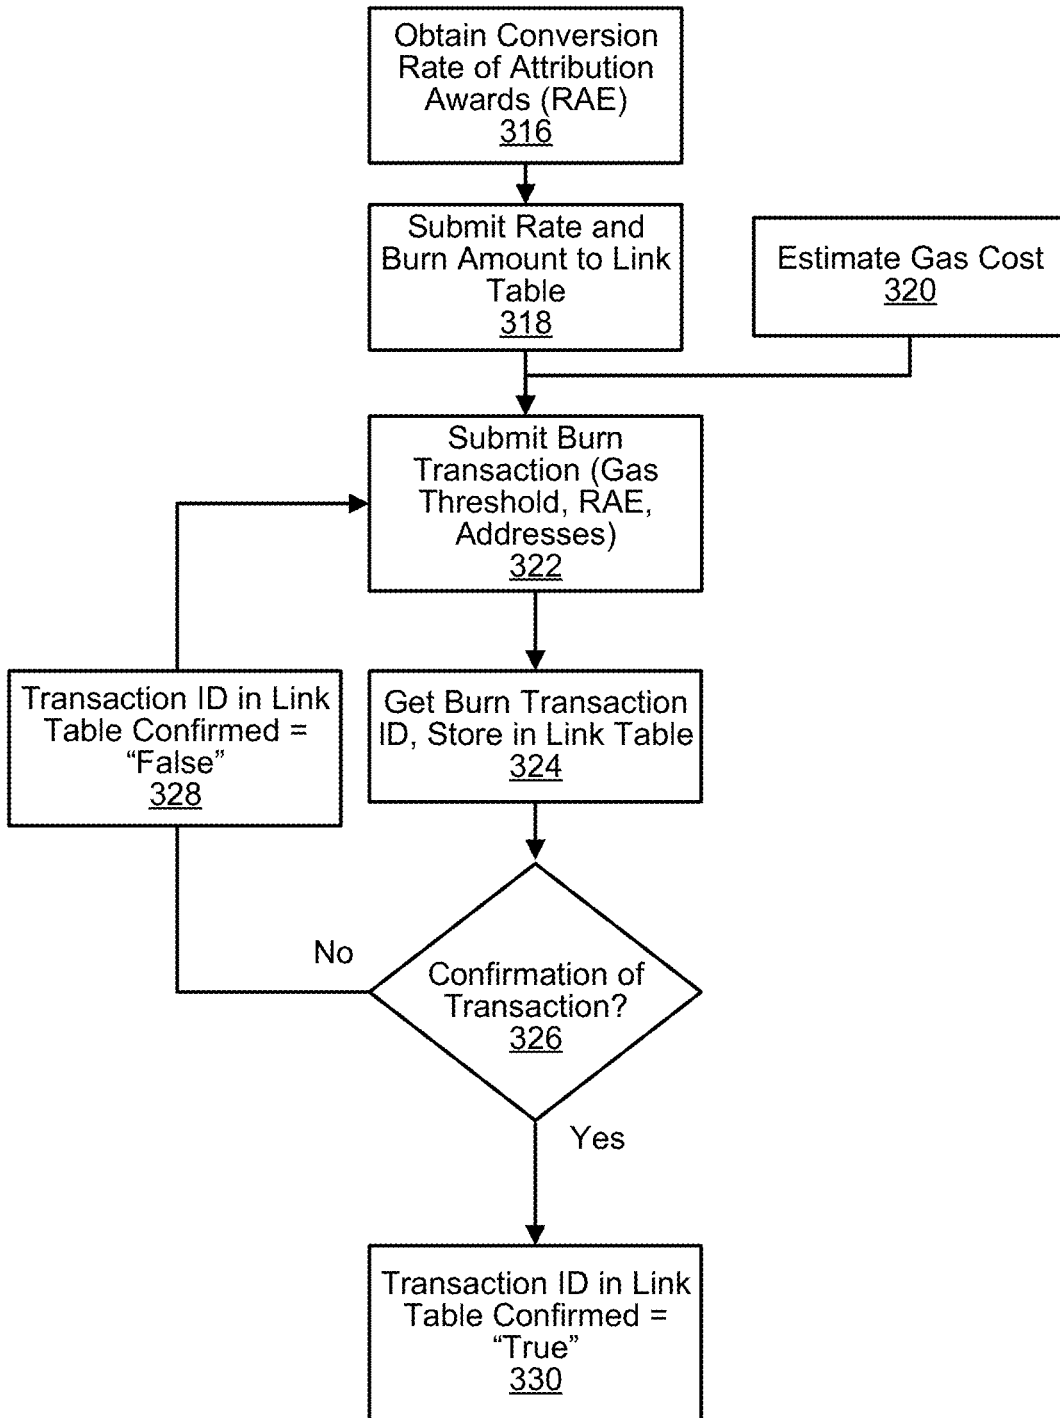 Obtain Conversion
Rate of Attribution
Awards (RAE)
316
Submit Rate and
Burn Amount to Link
Table
318
Estimate Gas Cost
320
Submit Burn
Transaction (Gas
Threshold, RAE,
Addresses)
322
Transaction ID in Link
Table Confirmed =
“False”
328
Get Burn Transaction
ID, Store in Link Table
324
No
Confirmation of
Transaction?
326
Yes
Transaction ID in Link
Table Confirmed =
“True”
330